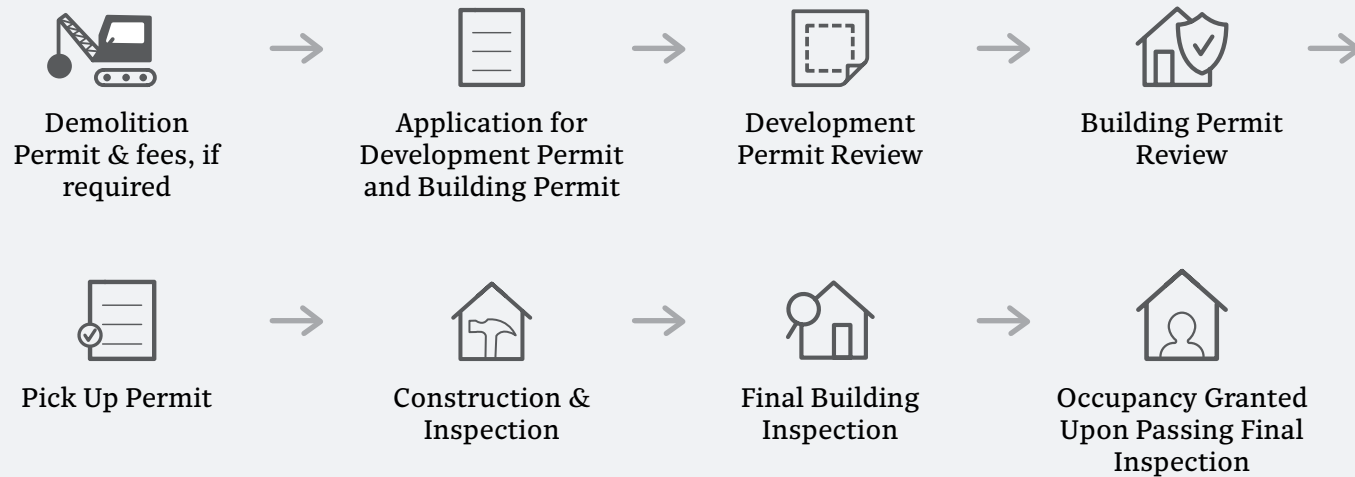 Demolition
Permit & fees, if
required
Application for
Development Permit
and Building Permit
Development
Permit Review
Building Permit
Review
Pick Up Permit
Construction &
Inspection
Final Building
Inspection
Occupancy Granted
Upon Passing Final
Inspection